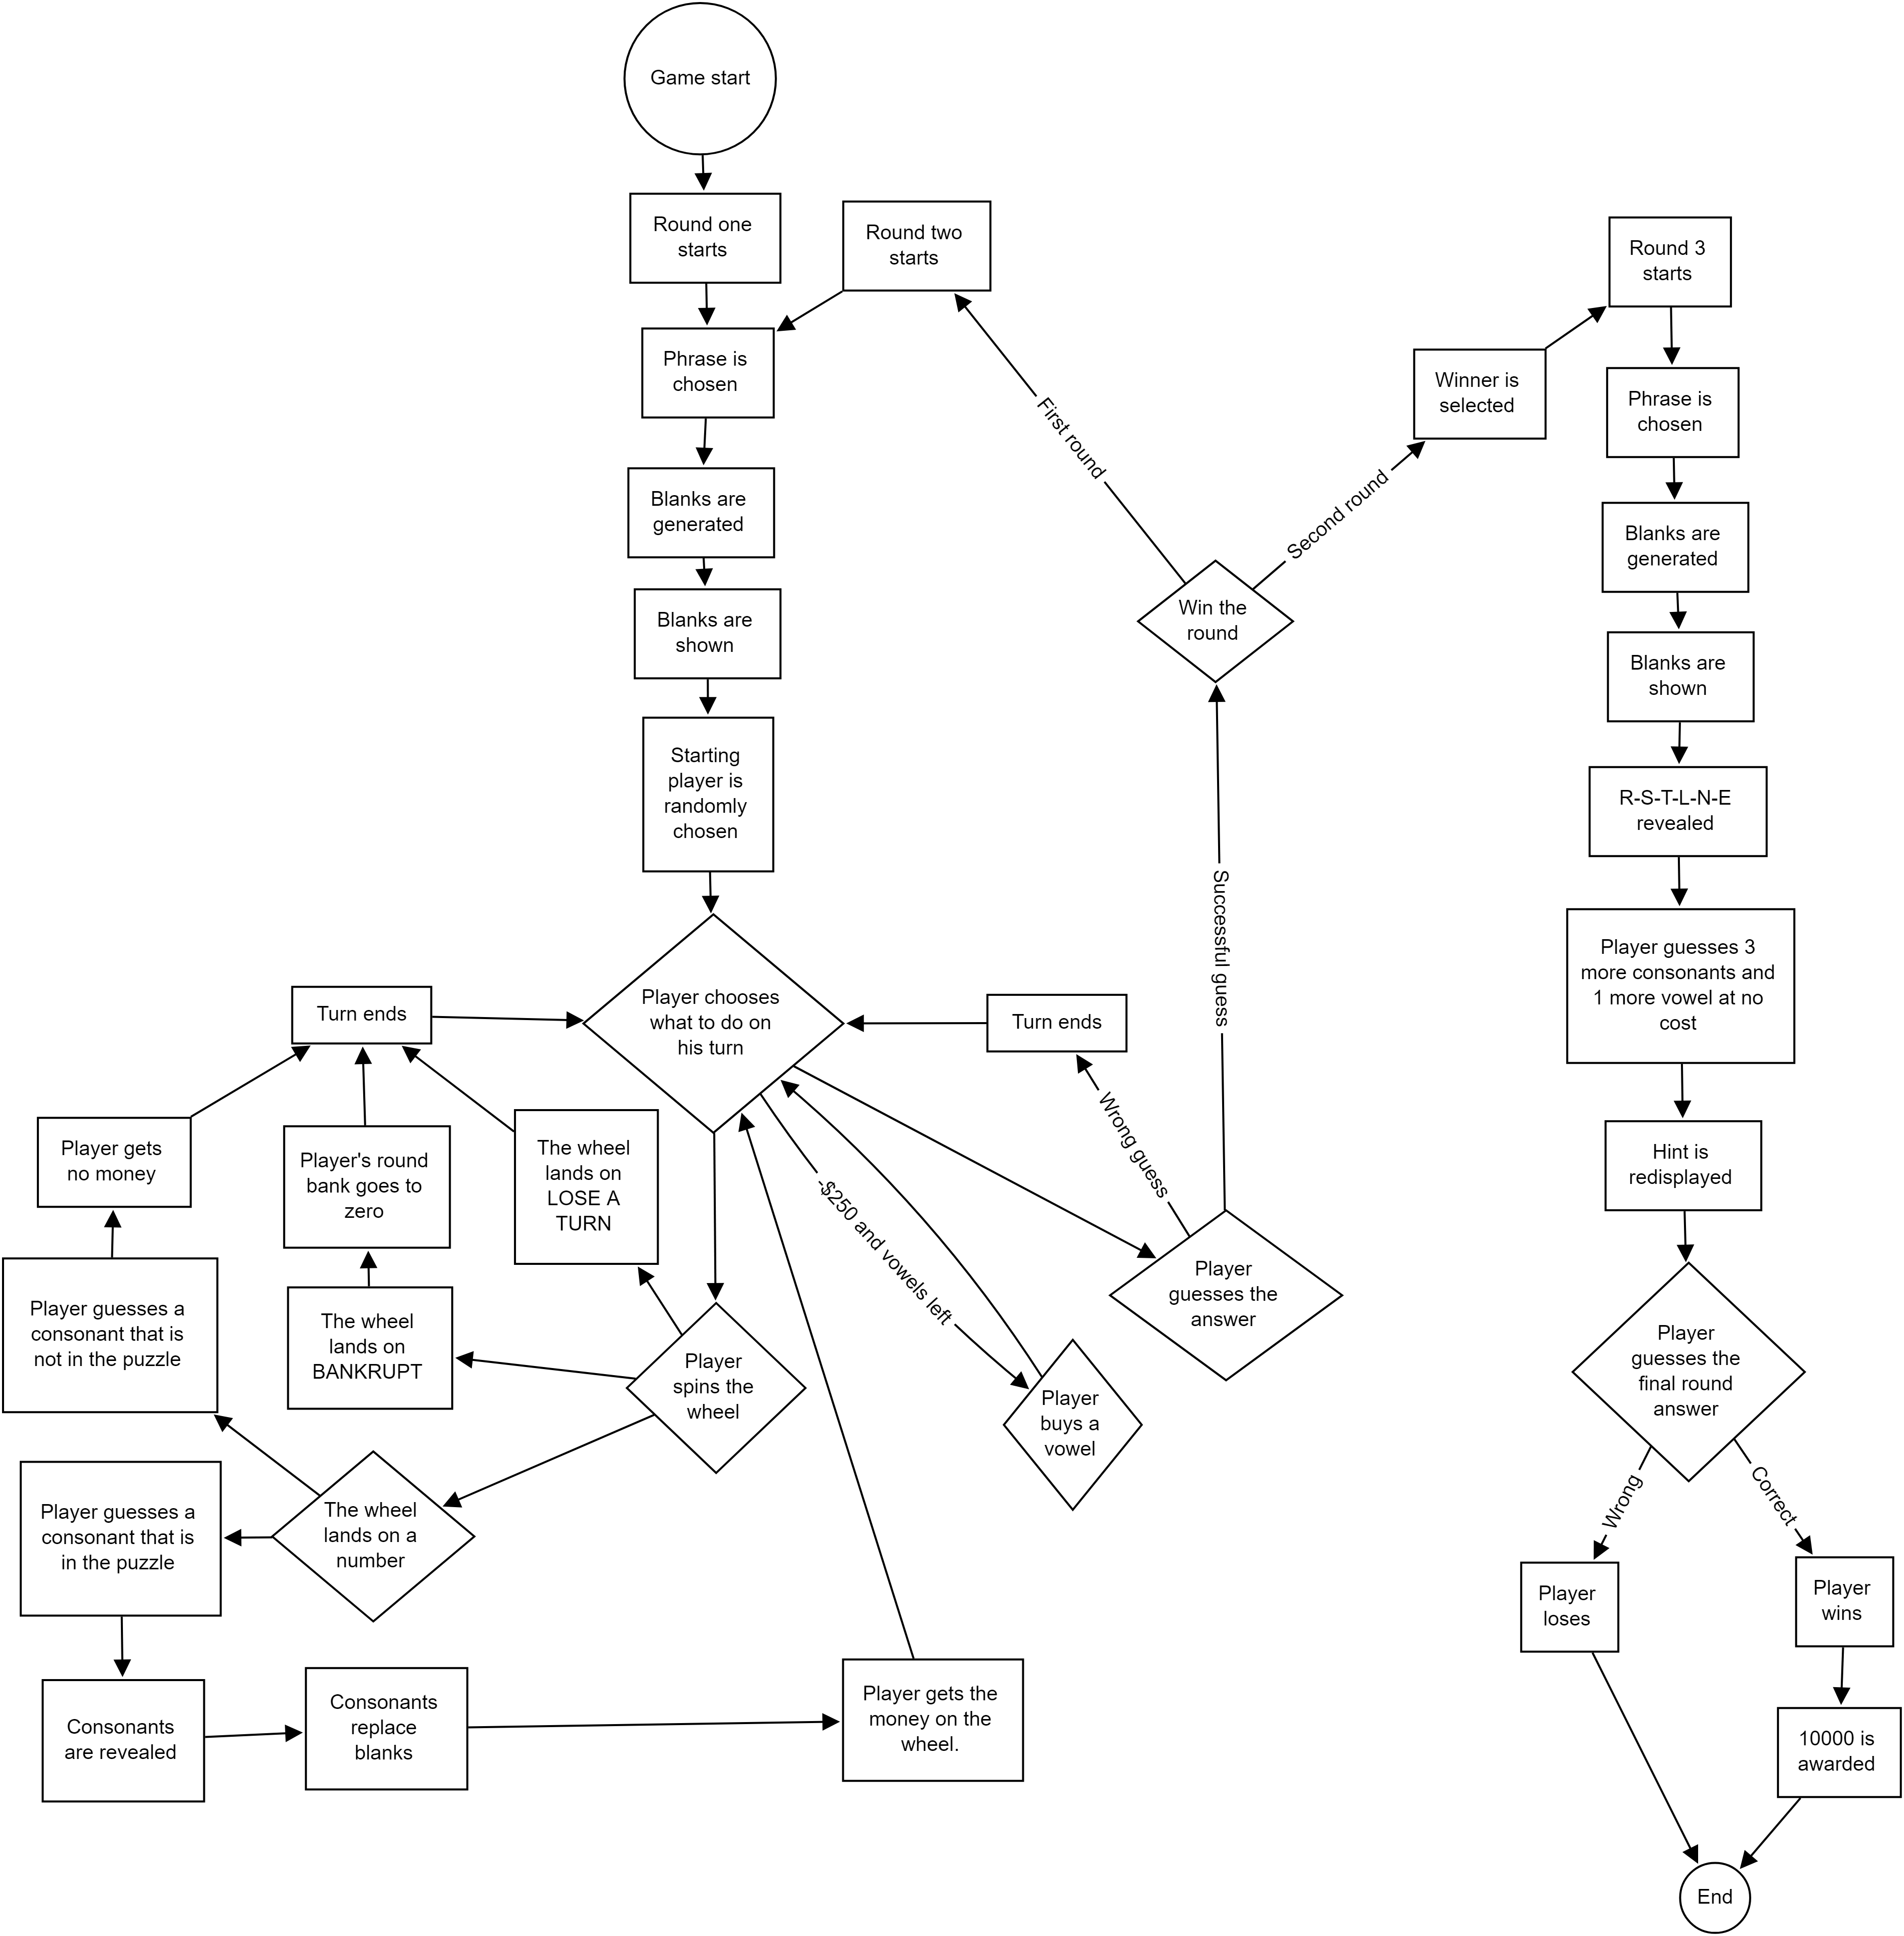 Game start
Round one
starts
Round two
starts
Round 3
starts
Phrase is
chosen
Winner is
selected
Phrase is
chosen
First round
Second round
Blanks are
generated
Blanks are
generated
Blanks are
shown
Win the
round
Blanks are
shown
Starting
player is
randomly
chosen
R-S-T-L-N-E
revealed
Successful guess
Player guesses 3
more consonants and
1 more vowel at no
cost
Turn ends
Player chooses
what to do on
his turn
Turn ends
Wrong guess
Player gets
no money
Player's round
bank goes to
zero
The wheel
lands on
LOSE A
TURN
-$250 and vowels left
Hint is
redisplayed
Player guesses a
consonant that is
not in the puzzle
The wheel
lands on
BANKRUPT
Player
spins the
wheel
Player
buys a
vowel
Player
guesses the
answer
Player
guesses the
final round
answer
Wrong
Correct
Player guesses a
consonant that is
in the puzzle
The wheel
lands on a
number
Player
loses
Player
wins
Consonants
are revealed
Consonants
replace
blanks
Player gets the
money on the
wheel.
10000 is
awarded
End